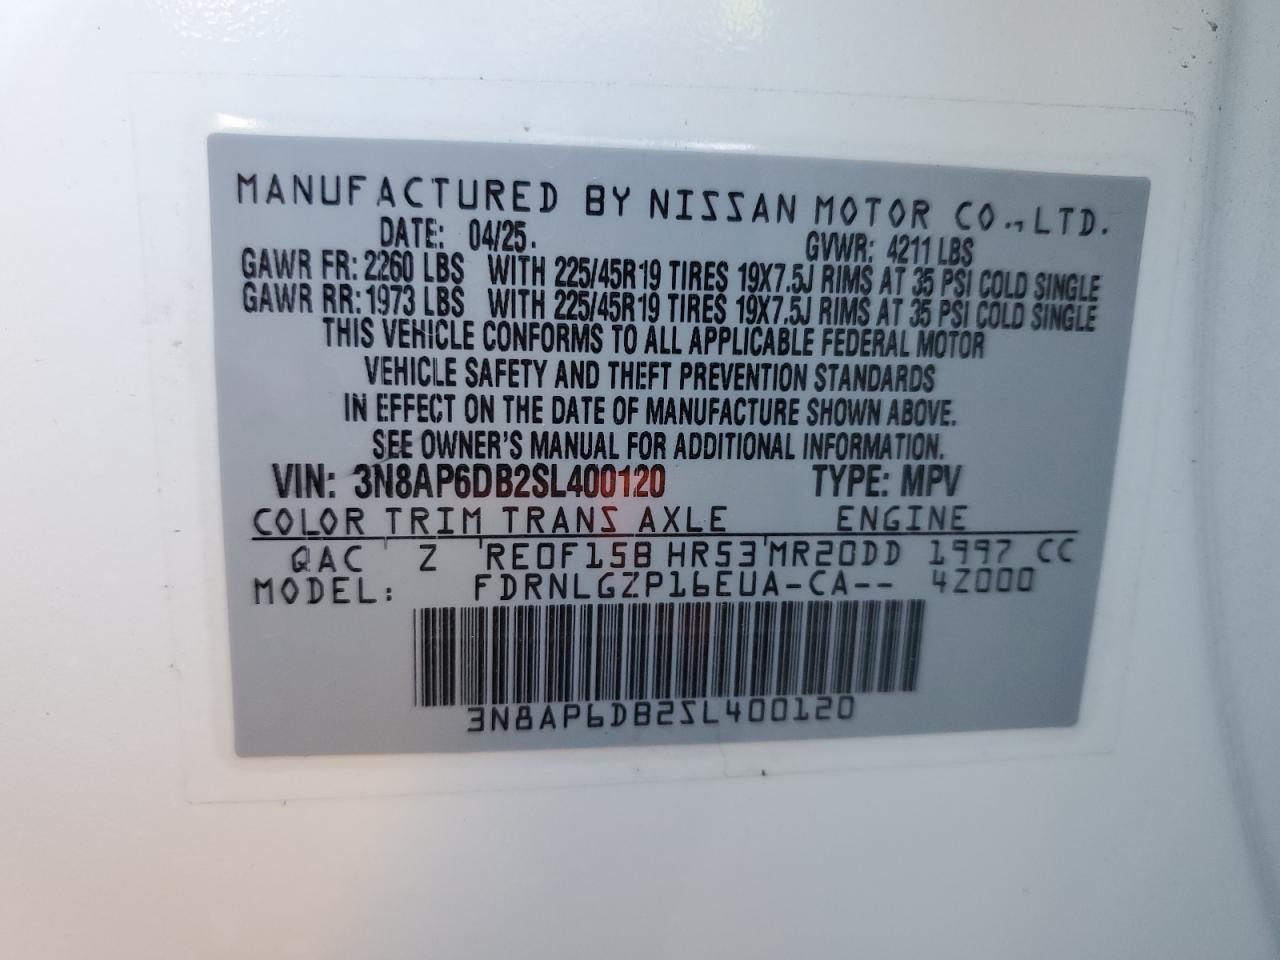 MANUFACTURED BY NISSAN MOTOR CO., LTD.
DATE: 04/25. GVWR: 4211 LBS
GAWR FR: 2260 LBS WITH 225/45R19 TIRES 19X7.5J RIMS AT 35 PSI COLD SINGLE
GAWR RR: 1973 LBS WITH 225/45R19 TIRES 19X7.5J RIMS AT 35 PSI COLD SINGLE
THIS VEHICLE CONFORMS TO ALL APPLICABLE FEDERAL MOTOR
VEHICLE SAFETY AND THEFT PREVENTION STANDARDS
IN EFFECT ON THE DATE OF MANUFACTURE SHOWN ABOVE.
SEE OWNER'S MANUAL FOR ADDITIONAL INFORMATION.
VIN: 3N8AP6DB2SL400120 TYPE: MPV
COLOR TRIM TRANS AXLE ENGINE
QAC Z RE0F15B HR53 MR20DD 1997 CC
MODEL: FDRNLGZP16EUA-CA-- 4Z000
3N8AP6DB2SL400120